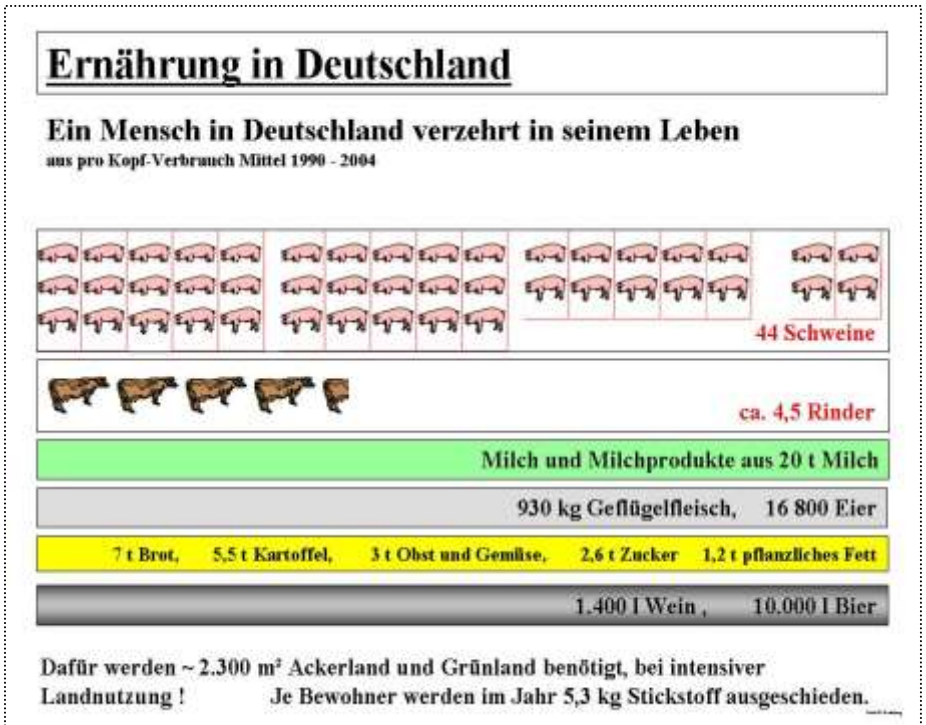 Ernährung in Deutschland
Ein Mensch in Deutschland verzehrt in seinem Leben
aus pro Kopf-Verbrauch Mittel 1990 - 2004
44 Schweine
ca. 4,5 Rinder
Milch und Milchprodukte aus 20 t Milch
930 kg Geflügelfleisch, 16 800 Eier
7 t Brot, 5,5 t Kartoffel, 3 t Obst und Gemüse, 2,6 t Zucker 1,2 t pflanzliches Fett
1.400 l Wein , 10.000 l Bier
Dafür werden ~ 2.300 m² Ackerland und Grünland benötigt, bei intensiver
Landnutzung ! Je Bewohner werden im Jahr 5,3 kg Stickstoff ausgeschieden.